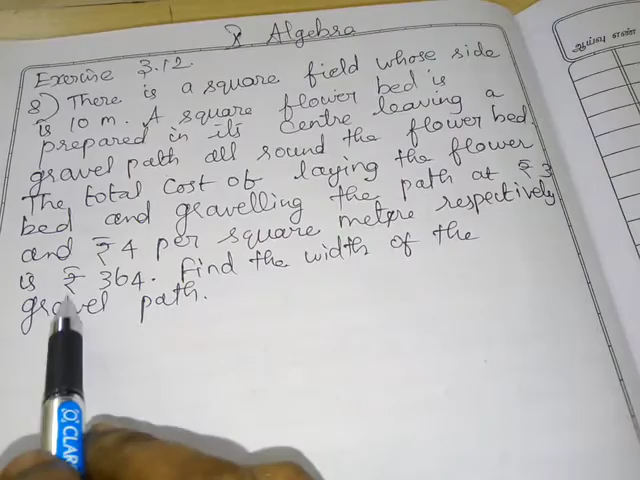 8 Algebra
Exercise 3.12.
8) There is a square field whose side
is 10 m. A square flower bed is
prepared in its centre leaving a
gravel path all round the flower bed.
The total cost of laying the flower
bed and gravelling the path at ₹3
and ₹4 per square metre respectively
is ₹ 364. Find the width of the
gravel path.
ஆய்வு எண்
CLAR